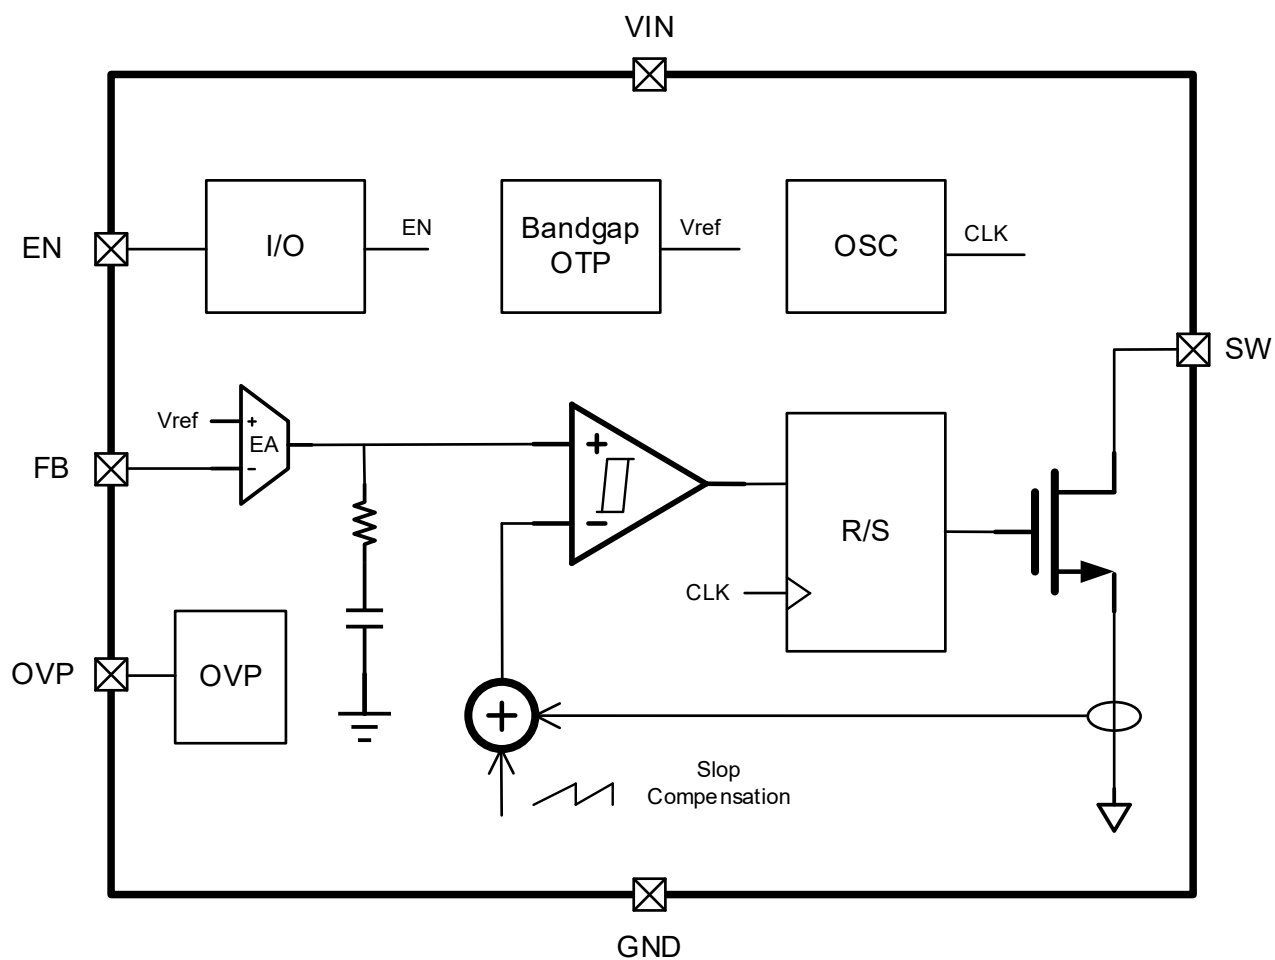 VIN
EN
I/O
EN
Bandgap
OTP
Vref
OSC
CLK
SW
Vref
+
EA
-
FB
+
-
R/S
CLK
OVP
OVP
+
Slop
Compensation
GND